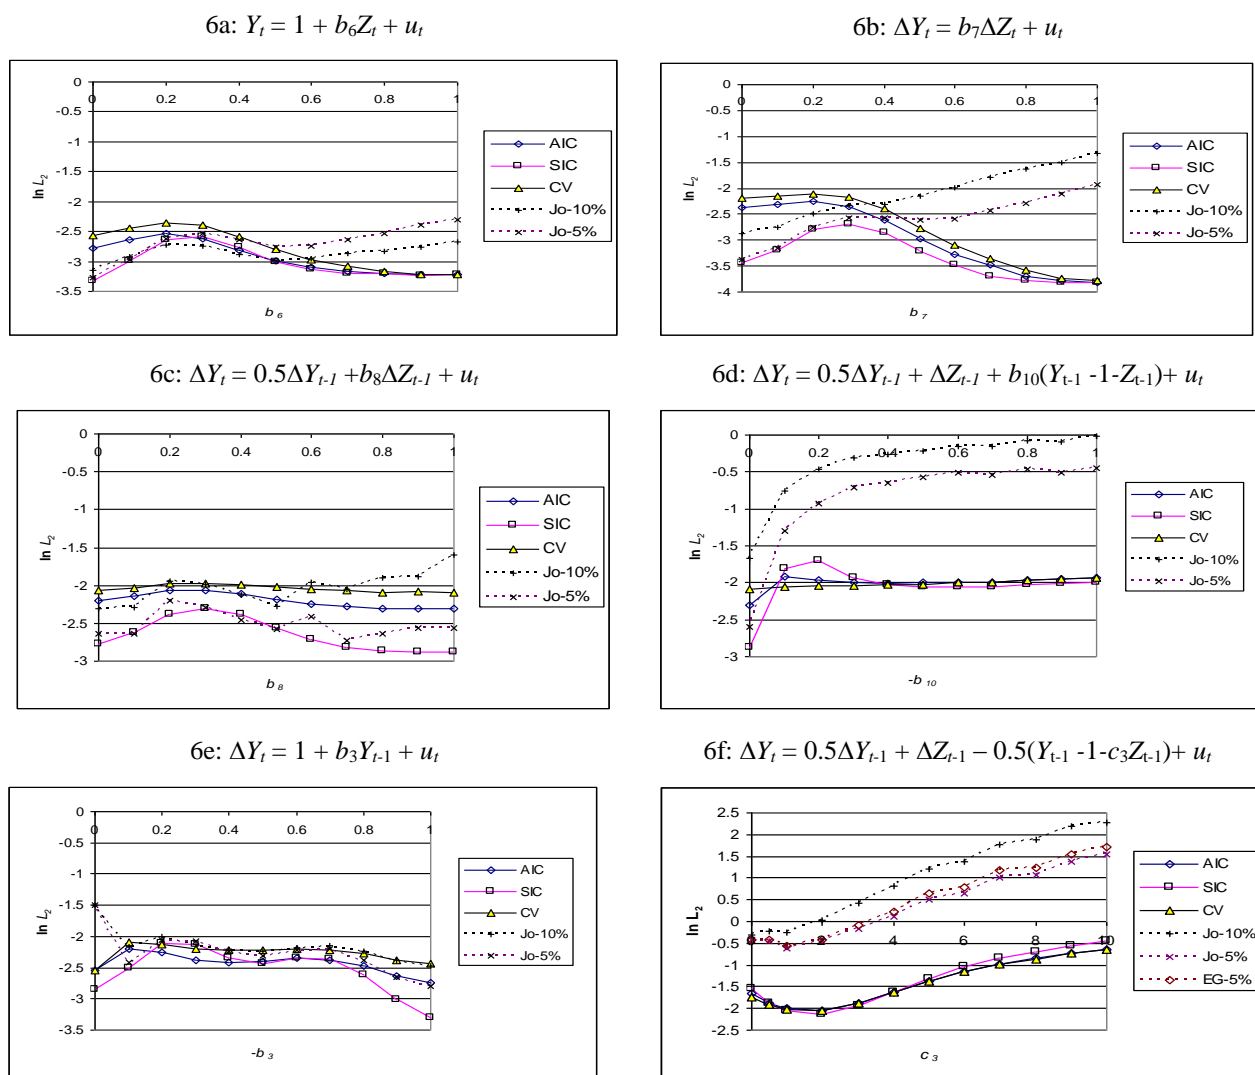 6a: Yt = 1 + b6Zt + ut
6b: ΔYt = b7ΔZt + ut
0
-0.5
-1
-1.5
-2
-2.5
-3
-3.5
0 0.2 0.4 0.6 0.8 1
ln L2
b6
AIC
SIC
CV
Jo-10%
Jo-5%
0
-0.5
-1
-1.5
-2
-2.5
-3
-3.5
-4
0 0.2 0.4 0.6 0.8 1
ln L2
b7
AIC
SIC
CV
Jo-10%
Jo-5%
6c: ΔYt = 0.5ΔYt-1 +b8ΔZt-1 + ut
6d: ΔYt = 0.5ΔYt-1 + ΔZt-1 + b10(Yt-1 -1-Zt-1)+ ut
0
-0.5
-1
-1.5
-2
-2.5
-3
0 0.2 0.4 0.6 0.8 1
ln L2
b8
AIC
SIC
CV
Jo-10%
Jo-5%
0
-0.5
-1
-1.5
-2
-2.5
-3
0 0.2 0.4 0.6 0.8 1
ln L2
-b10
AIC
SIC
CV
Jo-10%
Jo-5%
6e: ΔYt = 1 + b3Yt-1 + ut
6f: ΔYt = 0.5ΔYt-1 + ΔZt-1 – 0.5(Yt-1 -1-c3Zt-1)+ ut
0
-0.5
-1
-1.5
-2
-2.5
-3
-3.5
0 0.2 0.4 0.6 0.8 1
ln L2
-b3
AIC
SIC
CV
Jo-10%
Jo-5%
2.5
2
1.5
1
0.5
0
-0.5
-1
-1.5
-2
-2.5
0 2 4 6 8 10
ln L2
c3
AIC
SIC
CV
Jo-10%
Jo-5%
EG-5%